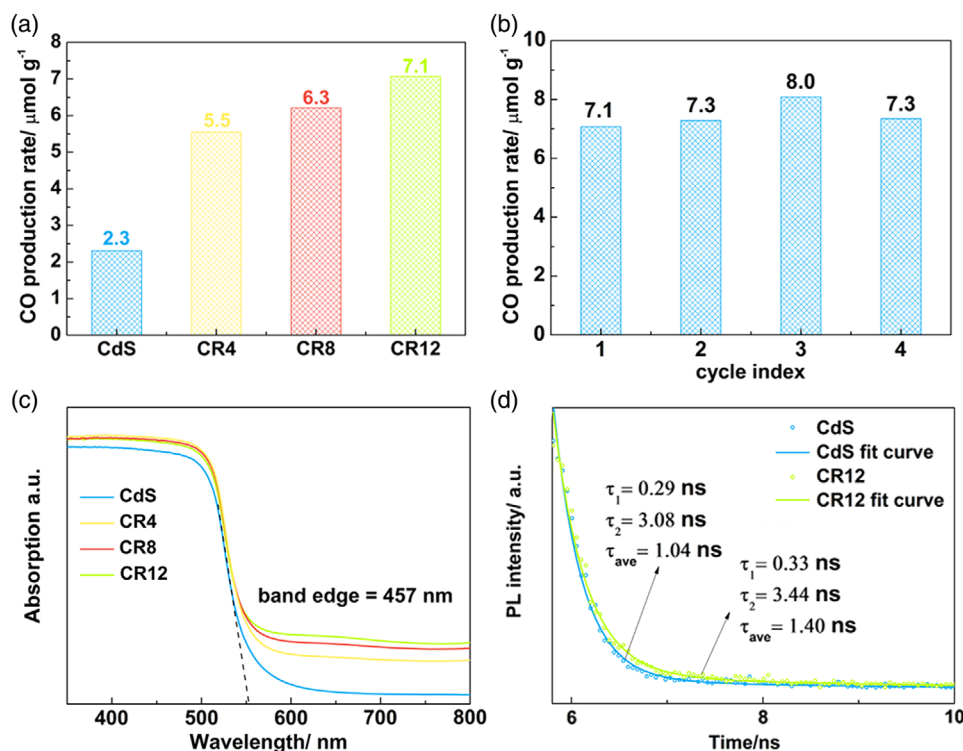 (a)
CO production rate/ μmol g-1
8
7
6
5
4
3
2
1
0
2.3
5.5
6.3
7.1
CdS CR4 CR8 CR12
(b)
CO production rate/ μmol g-1
10
8
6
4
2
0
7.1
7.3
8.0
7.3
1 2 3 4
cycle index
(c)
Absorption a.u.
CdS
CR4
CR8
CR12
band edge = 457 nm
400 500 600 700 800
Wavelength/ nm
(d)
PL intensity/ a.u.
CdS
CdS fit curve
CR12
CR12 fit curve
τ1= 0.29 ns
τ2= 3.08 ns
τave= 1.04 ns
τ1= 0.33 ns
τ2= 3.44 ns
τave= 1.40 ns
6 8 10
Time/ns